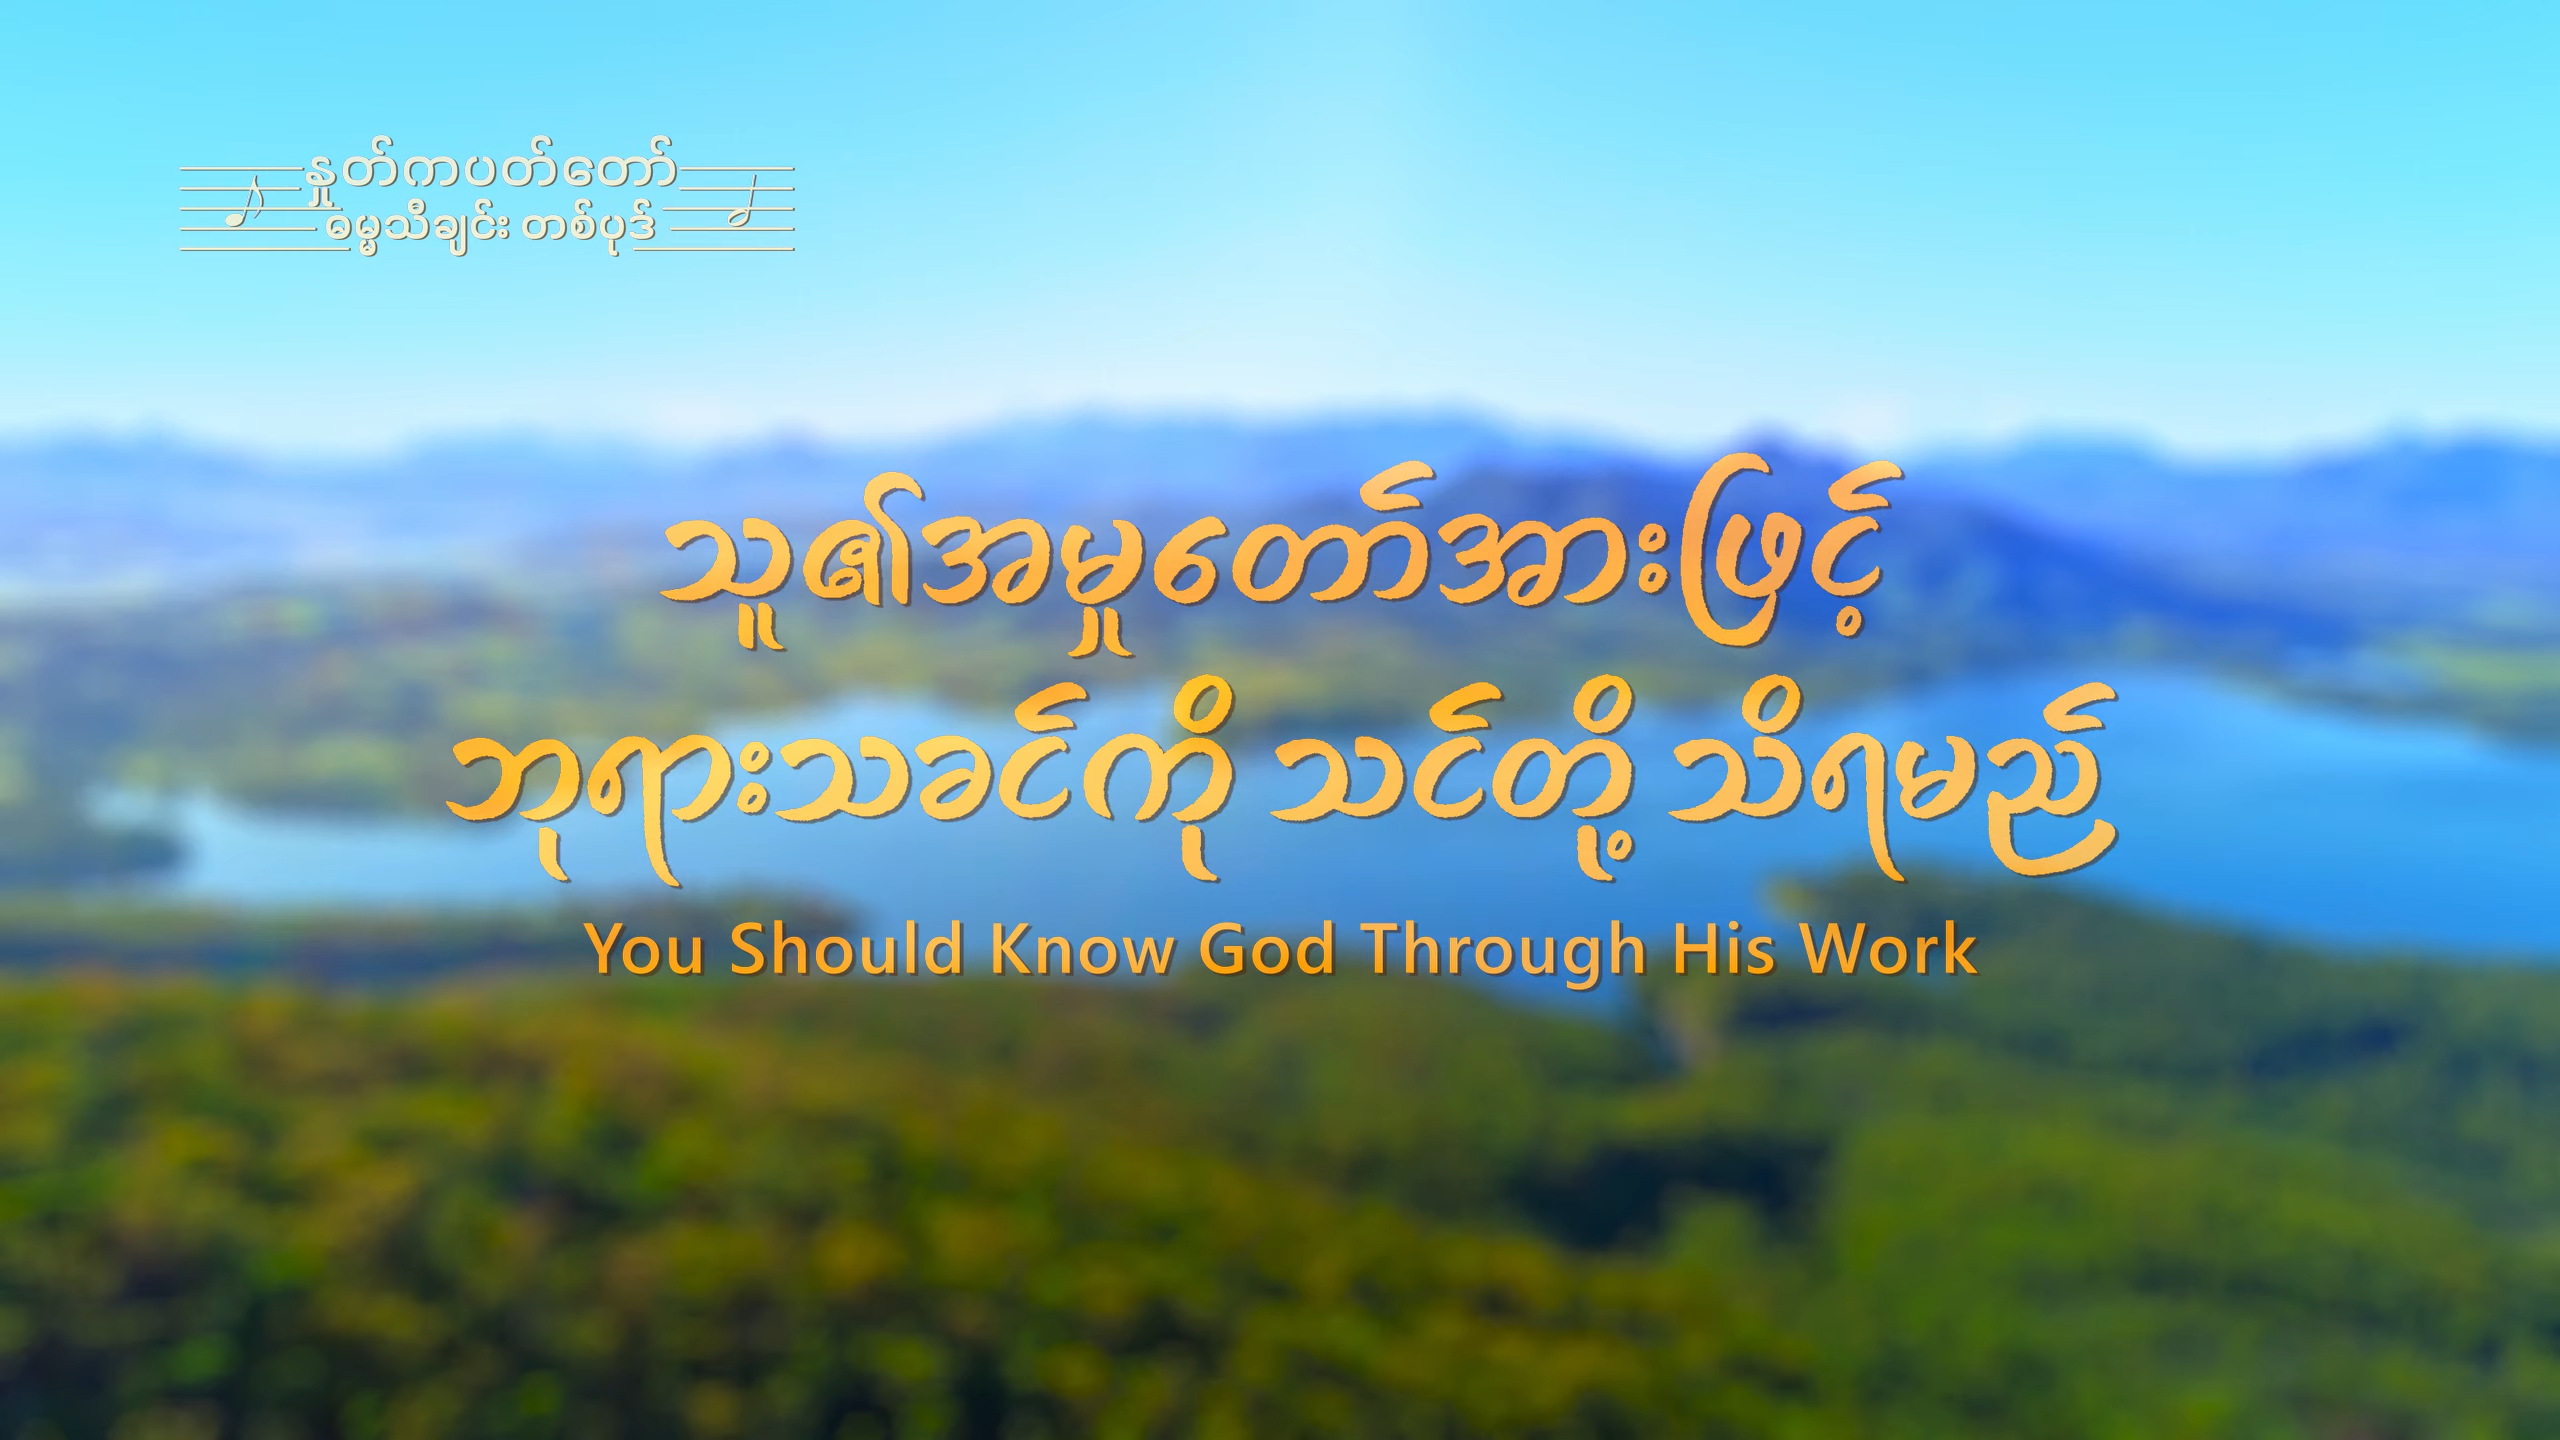 နှုတ်ကပတ်တော်
ဓမ္မသီချင်း တစ်ပုဒ်
သူ၏အမှုတော်အားဖြင့်
ဘုရားသခင်ကို သင်တို့ သိရမည်
You Should Know God Through His Work